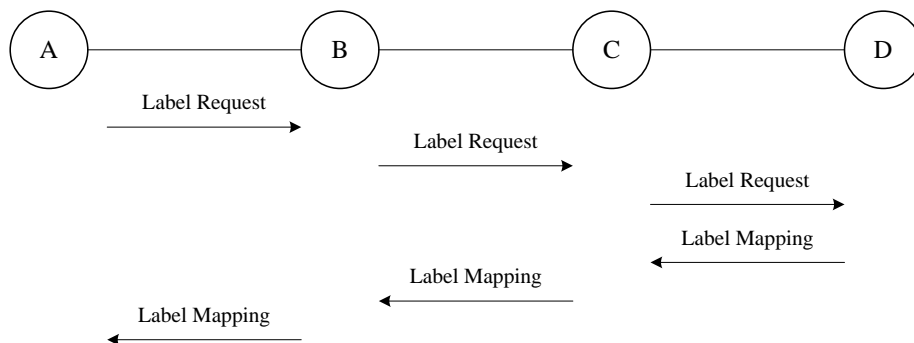 A
B
C
D
Label Request
Label Request
Label Request
Label Mapping
Label Mapping
Label Mapping